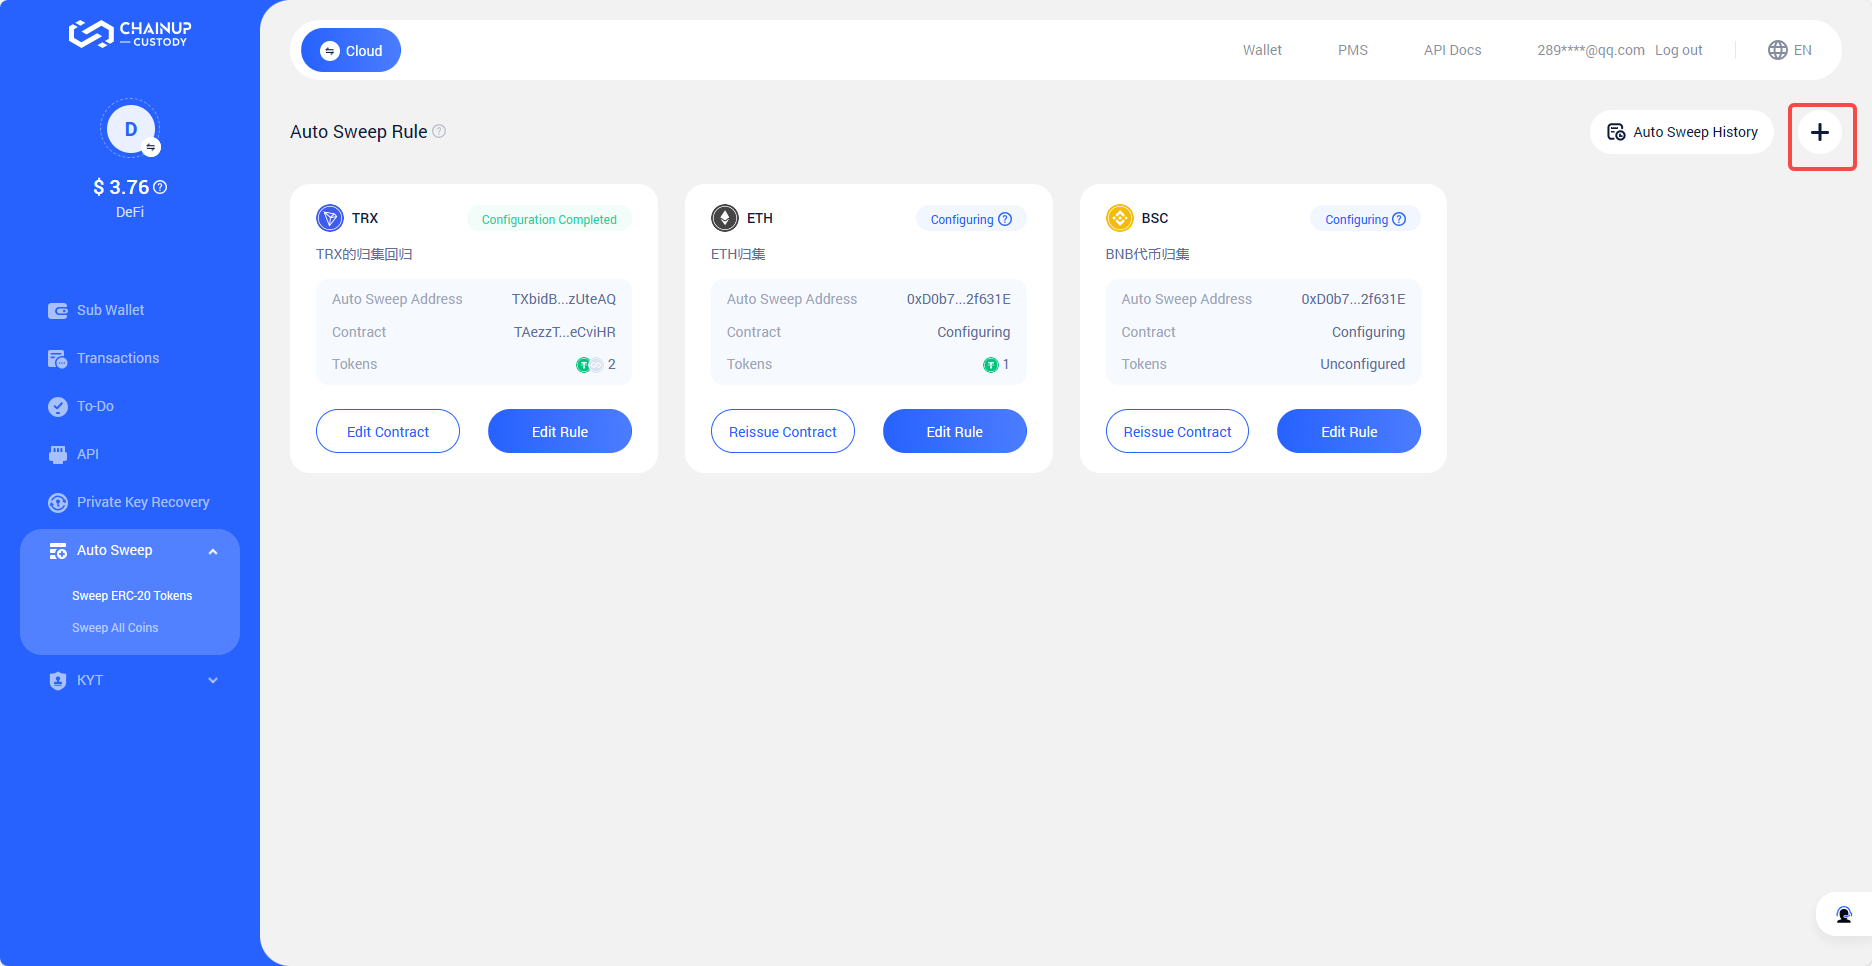 CHAINUP
CUSTODY
D
$ 3.76
DeFi
Sub Wallet
Transactions
To-Do
API
Private Key Recovery
Auto Sweep
Sweep ERC-20 Tokens
Sweep All Coins
KYT
Cloud
Wallet PMS API Docs 289****@qq.com Log out EN
Auto Sweep Rule
Auto Sweep History
TRX Configuration Completed
TRX的归集回归
Auto Sweep Address TXbidB...zUteAQ
Contract TAezzT...eCviHR
Tokens 2
Edit Contract Edit Rule
ETH Configuring
ETH归集
Auto Sweep Address 0xD0b7...2f631E
Contract Configuring
Tokens 1
Reissue Contract Edit Rule
BSC Configuring
BNB代币归集
Auto Sweep Address 0xD0b7...2f631E
Contract Configuring
Tokens Unconfigured
Reissue Contract Edit Rule